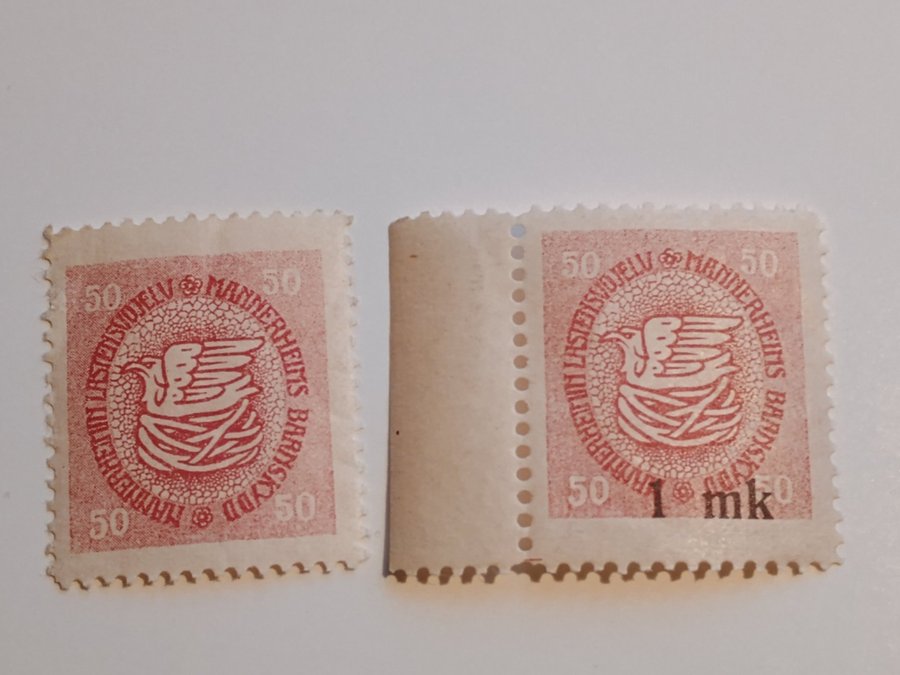 50 50
MANNERHEIMIN LASTENSUOJELU
MANNERHEIMS BARNSKYDD
50 50
50 50
MANNERHEIMIN LASTENSUOJELU
MANNERHEIMS BARNSKYDD
50 50
1 mk